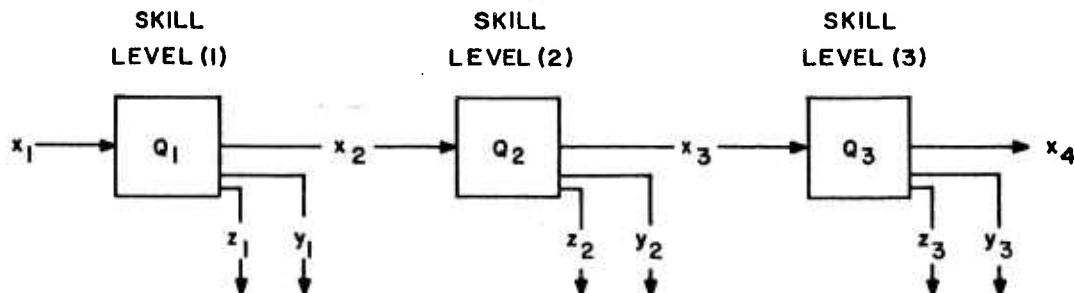 SKILL SKILL SKILL
LEVEL (1) LEVEL (2) LEVEL (3)
x₁ Q₁ x₂ Q₂ x₃ Q₃ x₄
z₁ y₁ z₂ y₂ z₃ y₃